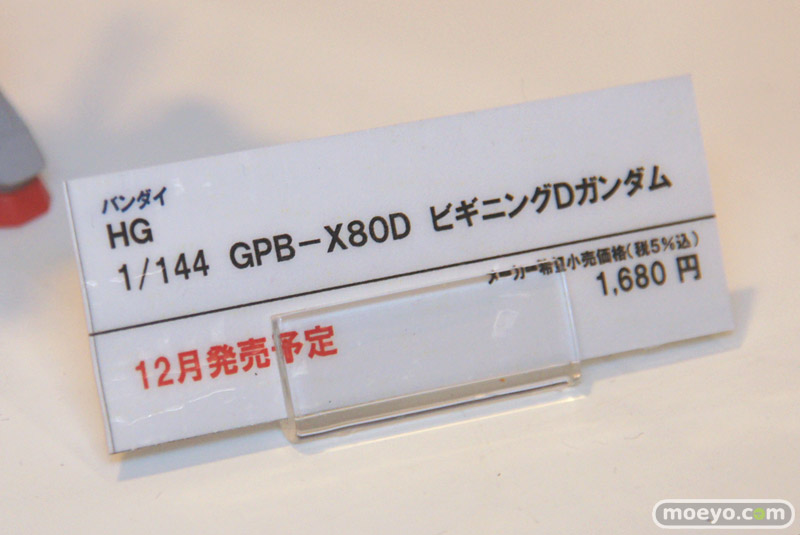 バンダイ
HG
1/144 GPB-X80D ビギニングDガンダム
メーカー希望小売価格(税5%込)
1,680 円
12月発売予定
moeyo.com